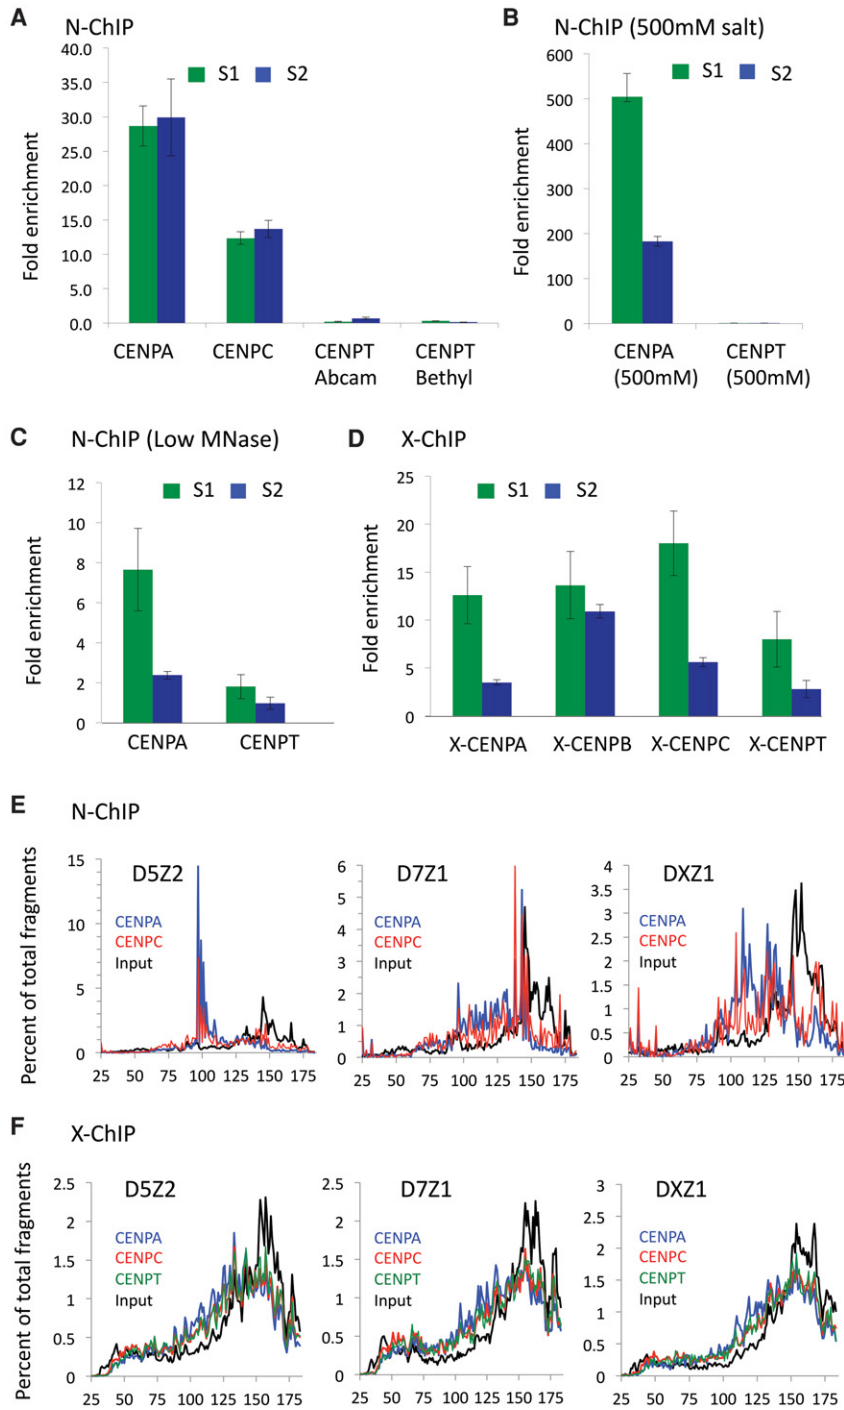 A N-ChIP
40.0
35.0
30.0
25.0
20.0
15.0
10.0
5.0
0.0
Fold enrichment
S1 S2
CENPA CENPC CENPT CENPT
Abcam Bethyl
B N-ChIP (500mM salt)
600
500
400
300
200
100
0
Fold enrichment
S1 S2
CENPA CENPT
(500mM) (500mM)
C N-ChIP (Low MNase)
12
10
8
6
4
2
0
Fold enrichment
S1 S2
CENPA CENPT
D X-ChIP
25
20
15
10
5
0
Fold enrichment
S1 S2
X-CENPA X-CENPB X-CENPC X-CENPT
E N-ChIP
Percent of total fragments
15
10
5
0
D5Z2
CENPA
CENPC
Input
25 50 75 100 125 150 175
6
5
4
3
2
1
0
D7Z1
CENPA
CENPC
Input
25 50 75 100 125 150 175
4
3.5
3
2.5
2
1.5
1
0.5
0
DXZ1
CENPA
CENPC
Input
25 50 75 100 125 150 175
F X-ChIP
Percent of total fragments
2.5
2
1.5
1
0.5
0
D5Z2
CENPA
CENPC
CENPT
Input
25 50 75 100 125 150 175
2.5
2
1.5
1
0.5
0
D7Z1
CENPA
CENPC
CENPT
Input
25 50 75 100 125 150 175
3
2.5
2
1.5
1
0.5
0
DXZ1
CENPA
CENPC
CENPT
Input
25 50 75 100 125 150 175